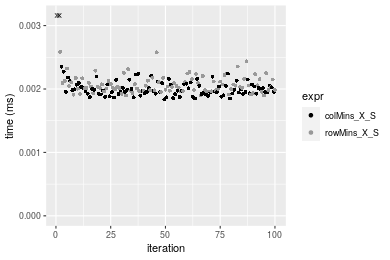 time (ms)
0.003
0.002
0.001
0.000
0
25
50
75
100
iteration
expr
colMins_X_S
rowMins_X_S